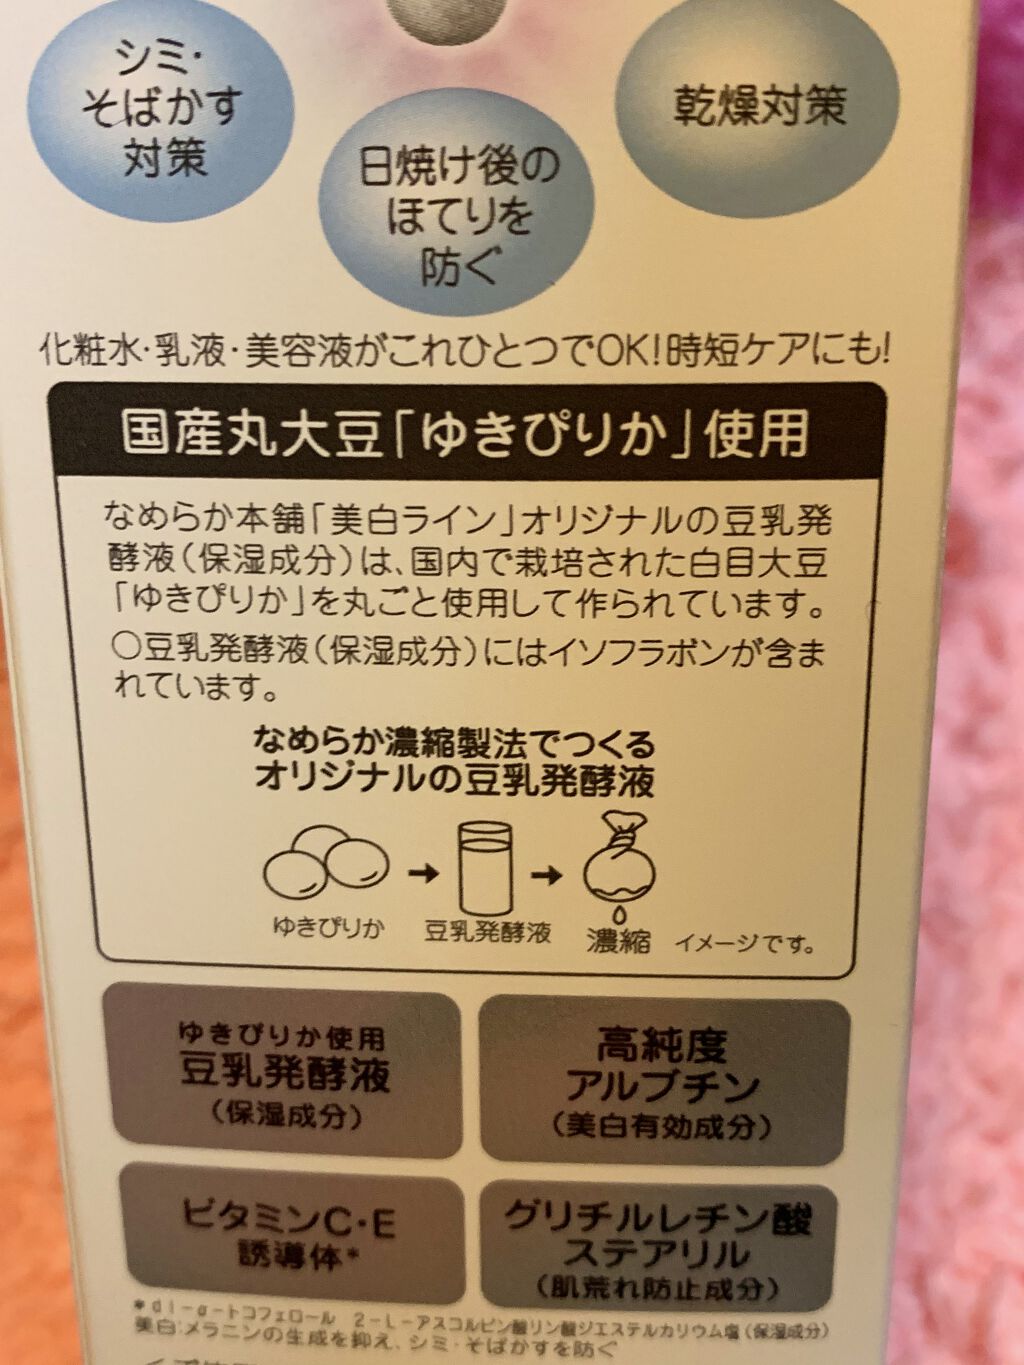 シミ・
そばかす
対策
日焼け後の
ほてりを
防ぐ
乾燥対策
化粧水・乳液・美容液がこれひとつでOK!時短ケアにも!
国産丸大豆「ゆきぴりか」使用
なめらか本舗「美白ライン」オリジナルの豆乳発
酵液(保湿成分)は、国内で栽培された白目大豆
「ゆきぴりか」を丸ごと使用して作られています。
○豆乳発酵液(保湿成分)にはイソフラボンが含ま
れています。
なめらか濃縮製法でつくる
オリジナルの豆乳発酵液
ゆきぴりか
豆乳発酵液
濃縮
イメージです。
ゆきぴりか使用
豆乳発酵液
(保湿成分)
高純度
アルブチン
(美白有効成分)
ビタミンC・E
誘導体*
グリチルレチン酸
ステアリル
(肌荒れ防止成分)
*dl-α-トコフェロール 2-L-アスコルビン酸リン酸ジエステルカリウム塩(保湿成分)
美白:メラニンの生成を抑え、シミ・そばかすを防ぐ